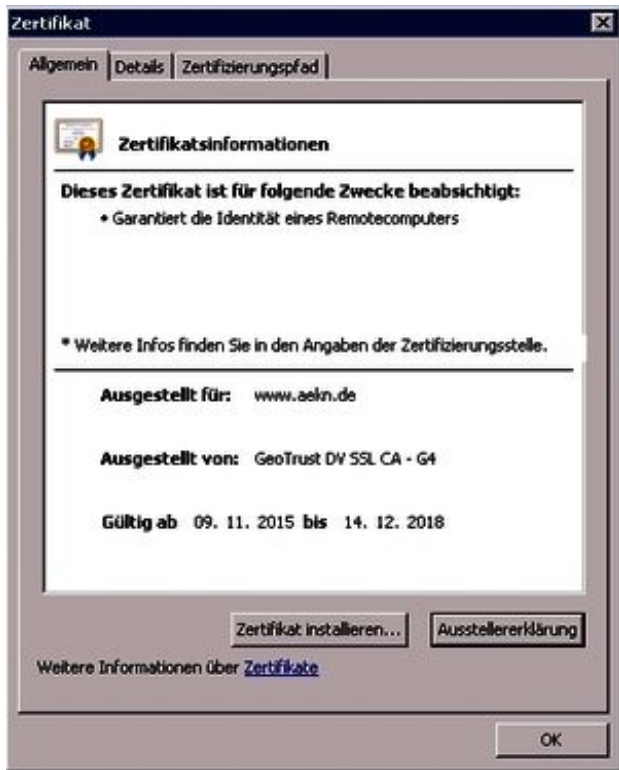 Zertifikat
Allgemein Details Zertifizierungspfad
Zertifikatsinformationen
Dieses Zertifikat ist für folgende Zwecke beabsichtigt:
• Garantiert die Identität eines Remotecomputers
* Weitere Infos finden Sie in den Angaben der Zertifizierungsstelle.
Ausgestellt für: www.aekn.de
Ausgestellt von: GeoTrust DV SSL CA - G4
Gültig ab 09. 11. 2015 bis 14. 12. 2018
Zertifikat installieren... Ausstellererklärung
Weitere Informationen über Zertifikate
OK